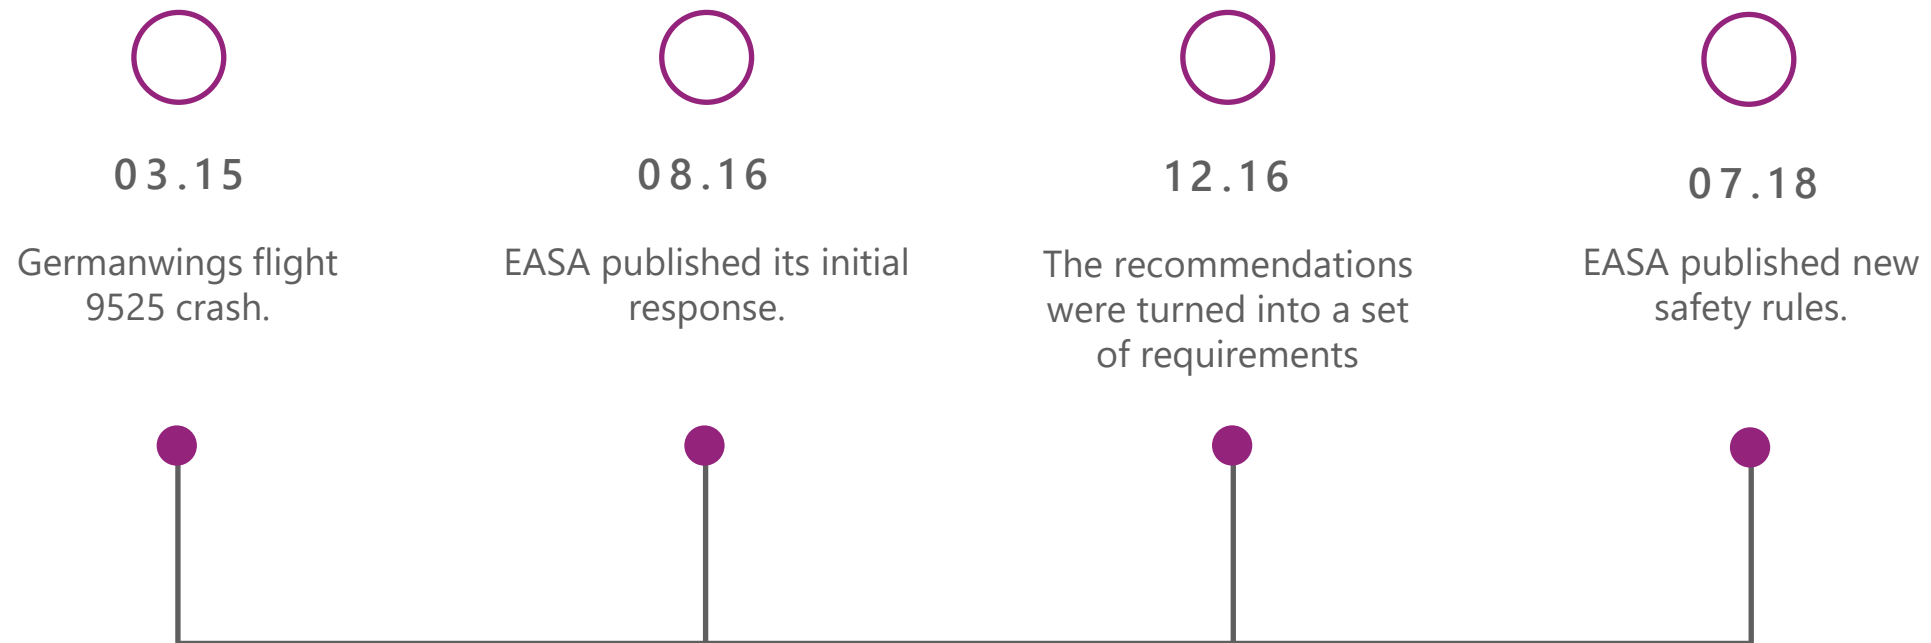 03.15
Germanwings flight
9525 crash.
08.16
EASA published its initial
response.
12.16
The recommendations
were turned into a set
of requirements
07.18
EASA published new
safety rules.